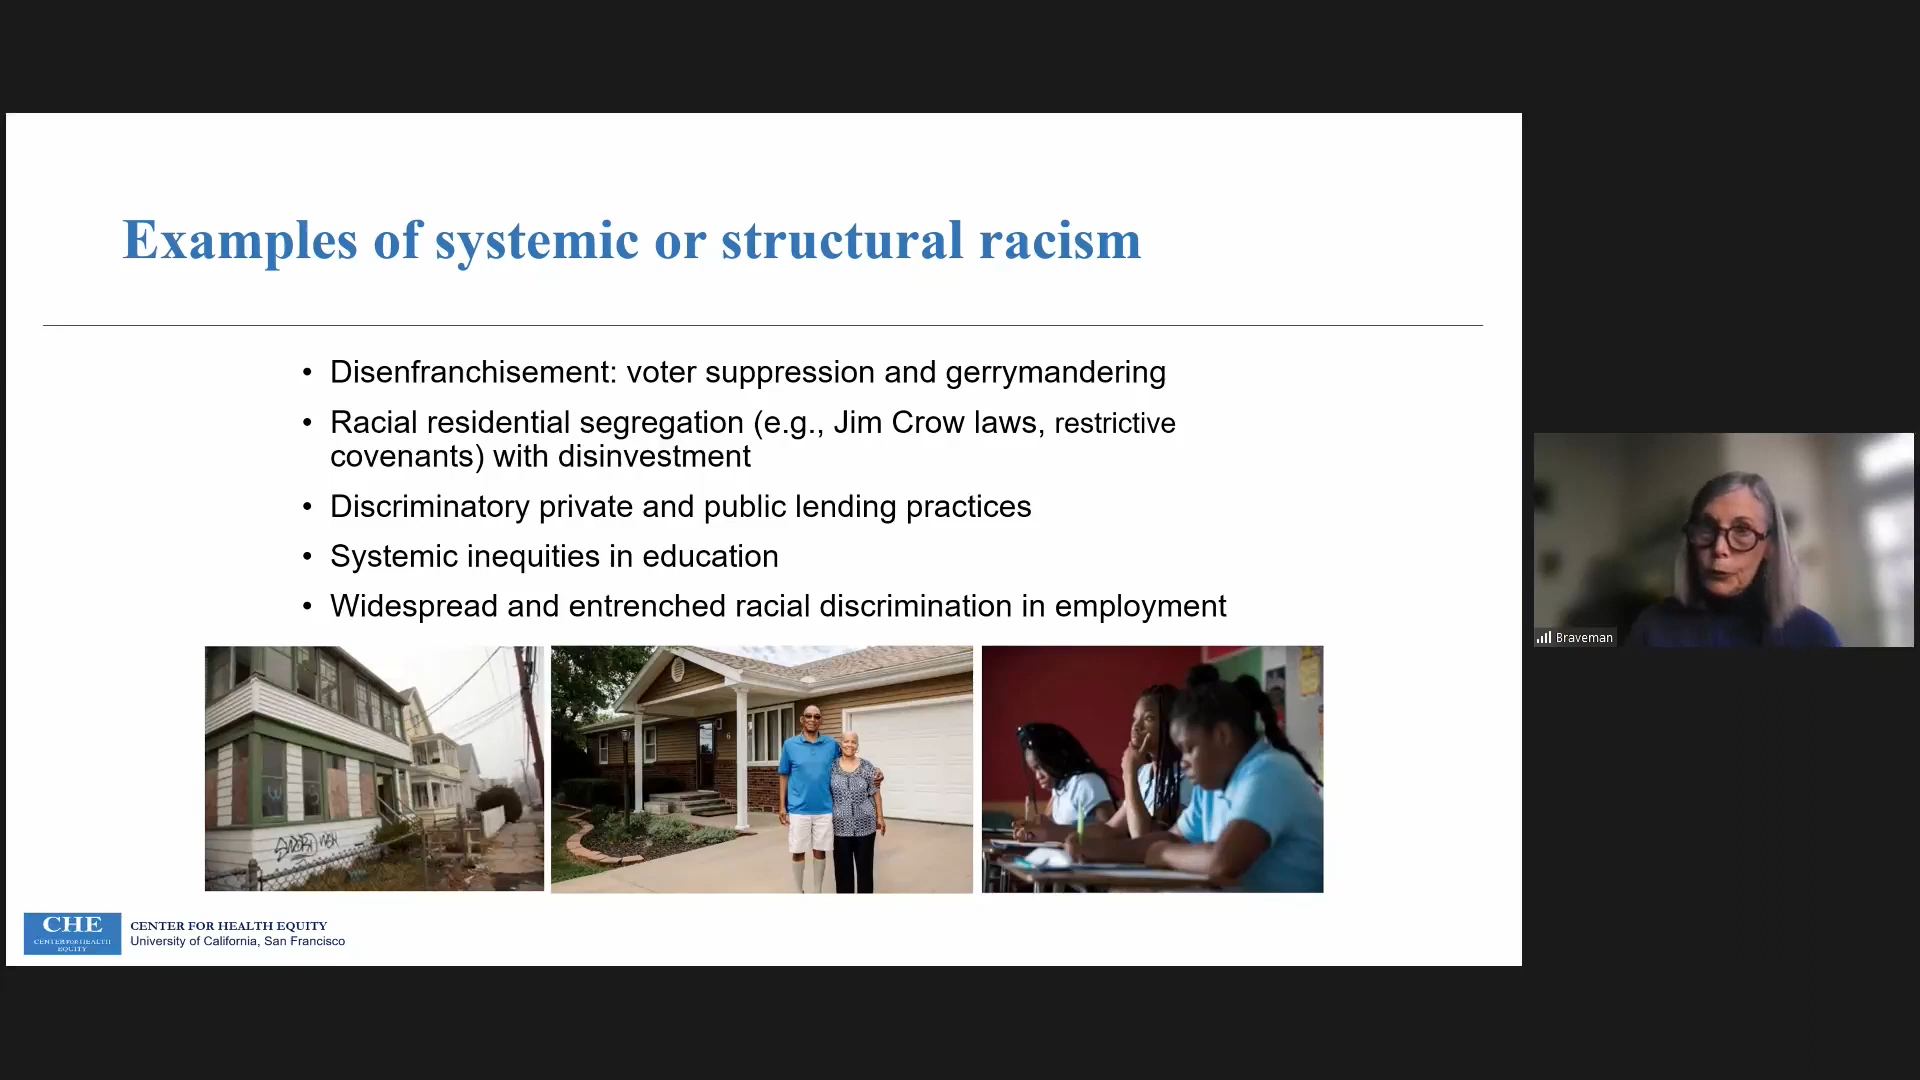 Examples of systemic or structural racism
• Disenfranchisement: voter suppression and gerrymandering
• Racial residential segregation (e.g., Jim Crow laws, restrictive
covenants) with disinvestment
• Discriminatory private and public lending practices
• Systemic inequities in education
• Widespread and entrenched racial discrimination in employment
6
CHE
CENTER FOR HEALTH
EQUITY
CENTER FOR HEALTH EQUITY
University of California, San Francisco
Braveman